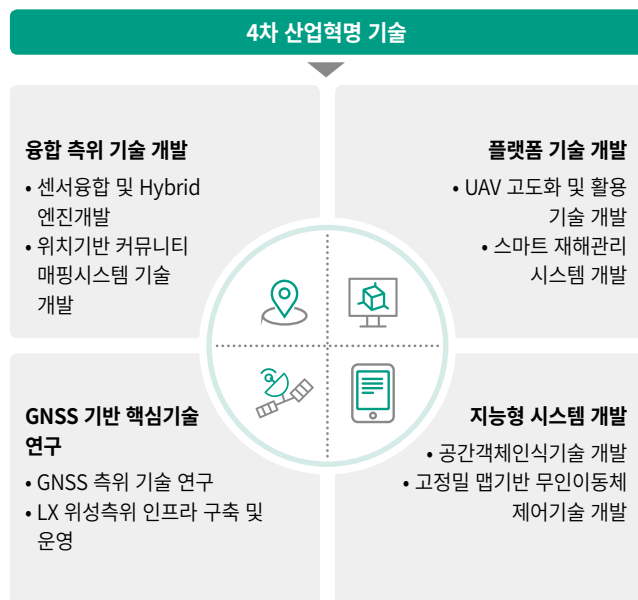 4차 산업혁명 기술
융합 측위 기술 개발
• 센서융합 및 Hybrid
엔진개발
• 위치기반 커뮤니티
매핑시스템 기술
개발
플랫폼 기술 개발
• UAV 고도화 및 활용
기술 개발
• 스마트 재해관리
시스템 개발
GNSS 기반 핵심기술
연구
• GNSS 측위 기술 연구
• LX 위성측위 인프라 구축 및
운영
지능형 시스템 개발
• 공간객체인식기술 개발
• 고정밀 맵기반 무인이동체
제어기술 개발